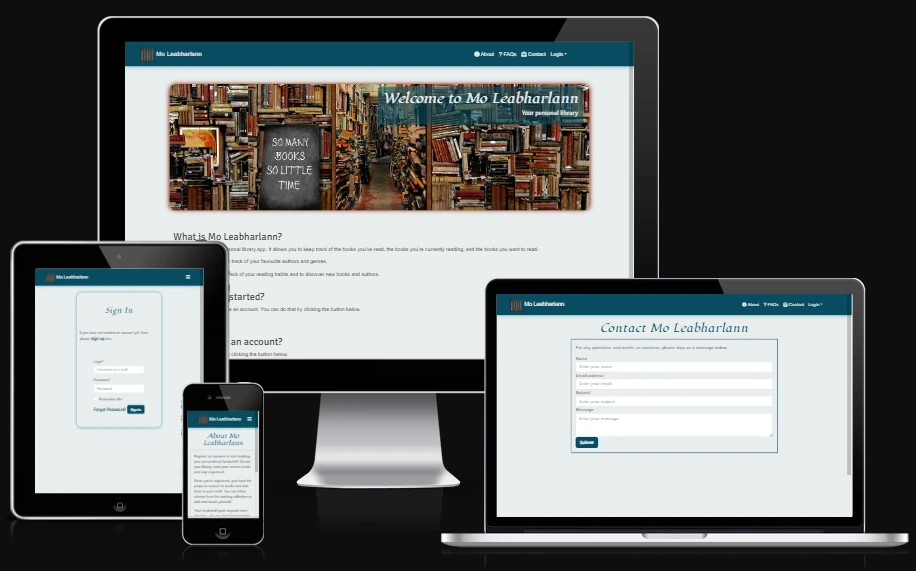 Mo Leabharlann
About
? FAQs
Contact
Login
Welcome to Mo Leabharlann
Your personal library
SO MANY
BOOKS
SO LITTLE
TIME
What is Mo Leabharlann?
onal library app. It allows you to keep track of the books you've read, the books you're currently reading, and the books you want to read.
track of your favourite authors and genres.
track of your reading habits and to discover new books and authors.
started?
an account. You can do that by clicking the button below.
an account?
clicking the button below.
Mo Leabharlann
Sign In
If you have not created an account yet, then
please sign up first.
Login*
Username or e-mail
Password*
Password
Remember Me
Forgot Password? Sign In
Mo Leabharlann
About Mo
Leabharlann
Mo Leabharlann
About
? FAQs
Contact
Login
Contact Mo Leabharlann
For any questions, comments, or concerns, please drop us a message below.
Name
Enter your name
Email address
Enter your email
Subject
Enter your subject
Message
Enter your message
Submit